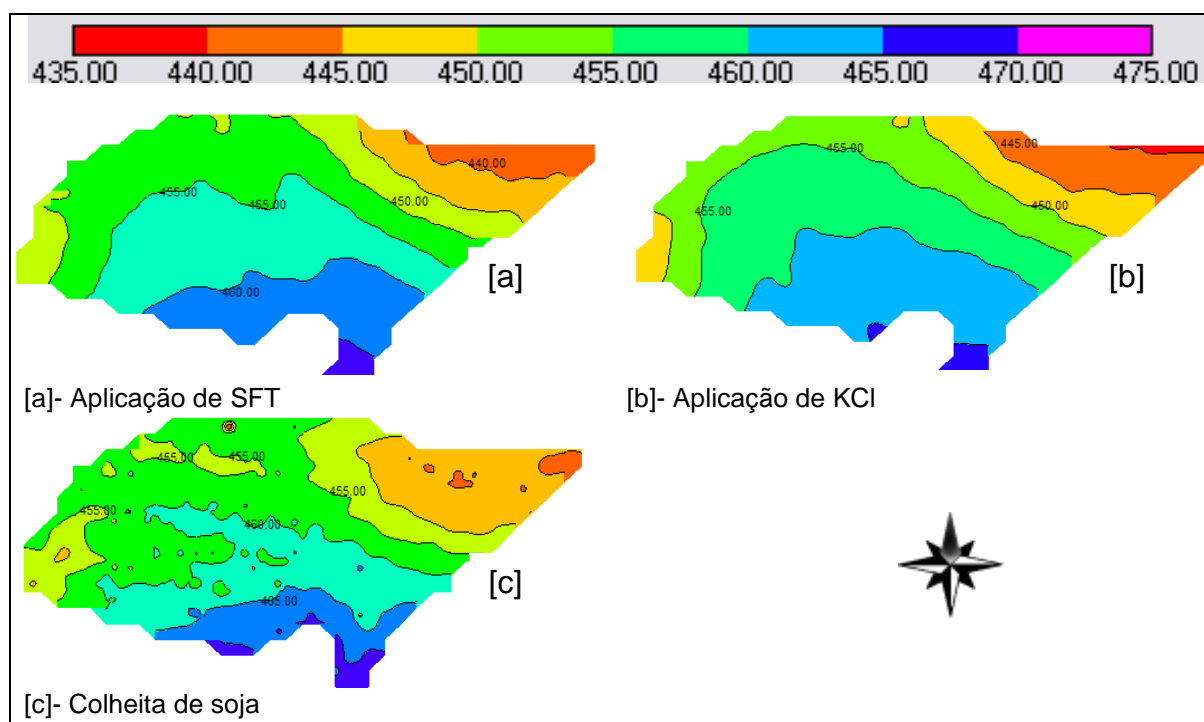 435.00 440.00 445.00 450.00 455.00 460.00 465.00 470.00 475.00
440.00
455.00
455.00
450.00
460.00
[a]
445.00
455.00
450.00
455.00
[b]
[a]- Aplicação de SFT
[b]- Aplicação de KCl
455.00
455.00
455.00
455.00
460.00
465.00
[c]
[c]- Colheita de soja